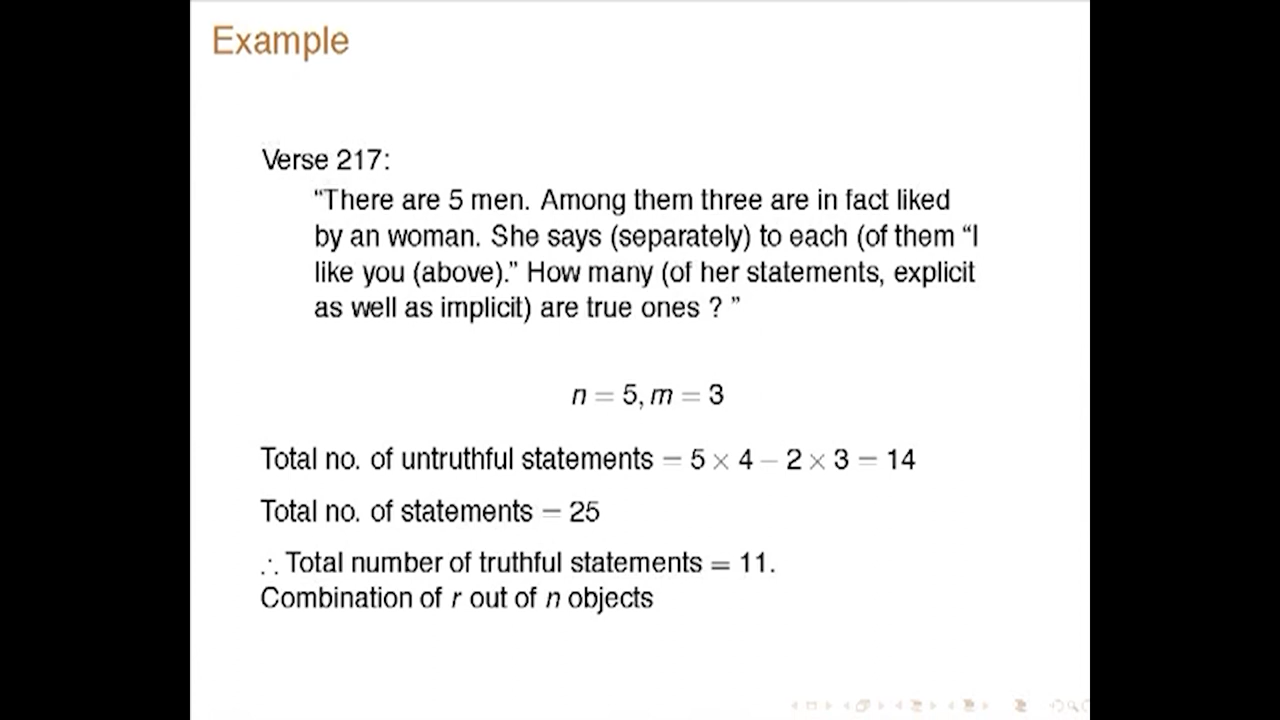 Example
Verse 217:
“There are 5 men. Among them three are in fact liked
by an woman. She says (separately) to each (of them “I
like you (above).” How many (of her statements, explicit
as well as implicit) are true ones ? ”
n = 5, m = 3
Total no. of untruthful statements = 5 × 4 − 2 × 3 = 14
Total no. of statements = 25
∴ Total number of truthful statements = 11.
Combination of r out of n objects